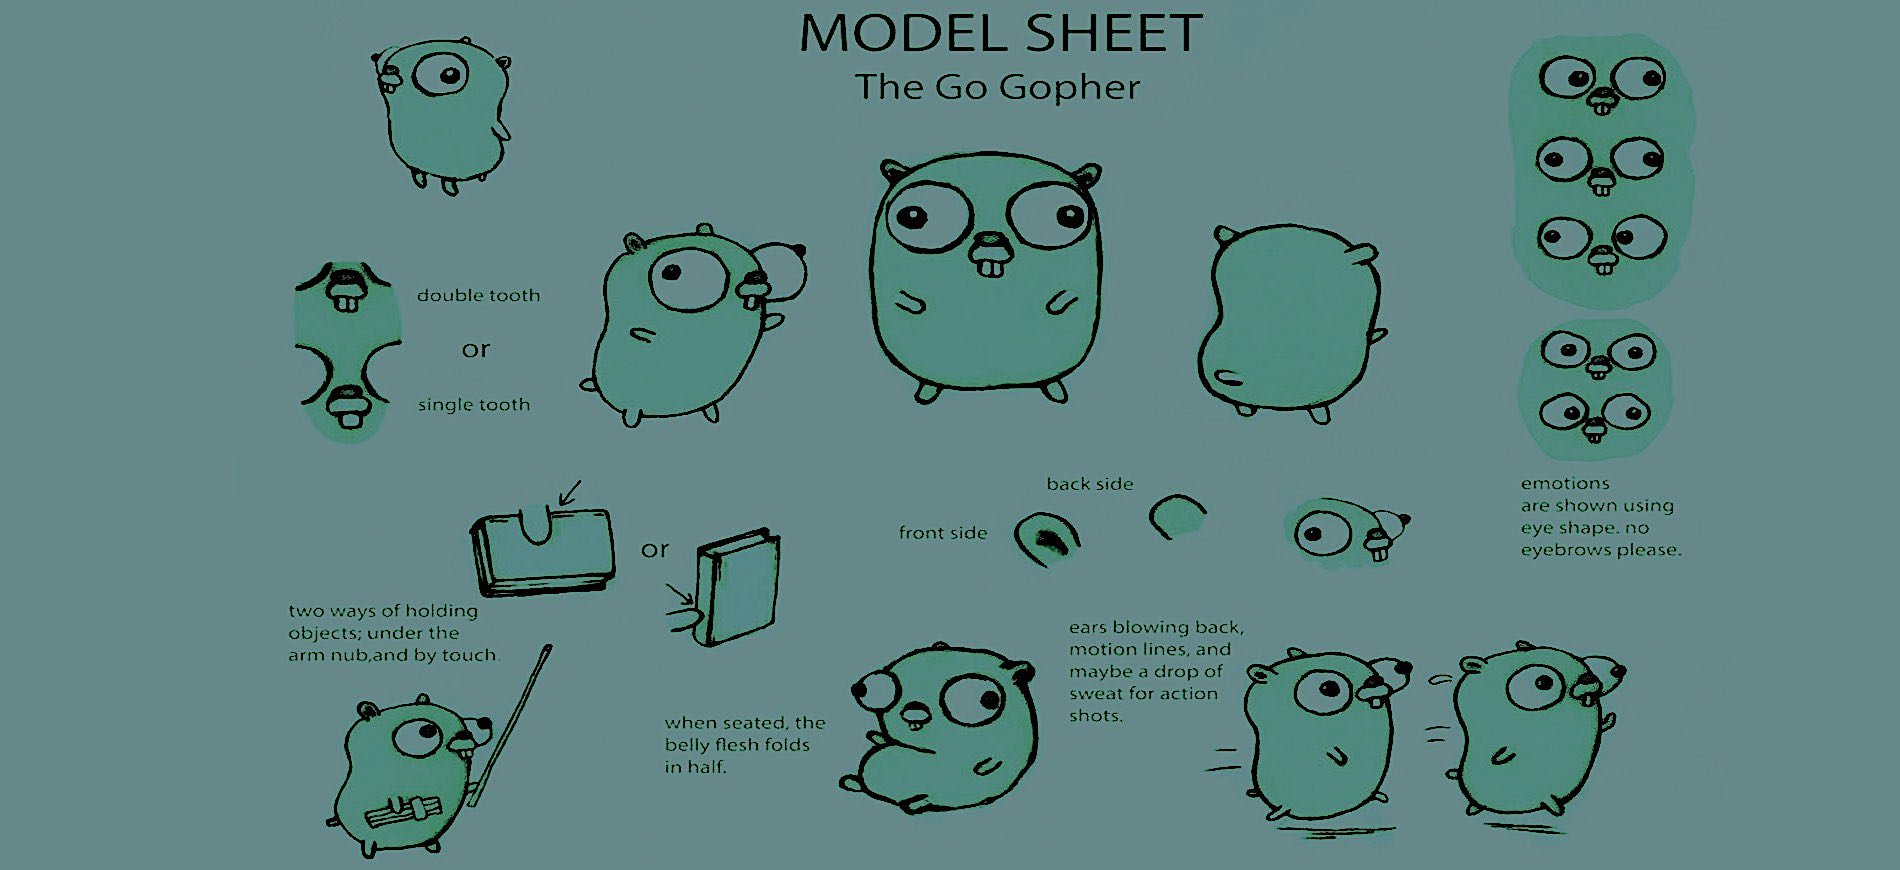 MODEL SHEET
The Go Gopher
double tooth
or
single tooth
back side
front side
emotions
are shown using
eye shape. no
eyebrows please.
or
two ways of holding
objects; under the
arm nub,and by touch.
ears blowing back,
motion lines, and
maybe a drop of
sweat for action
shots.
when seated, the
belly flesh folds
in half.